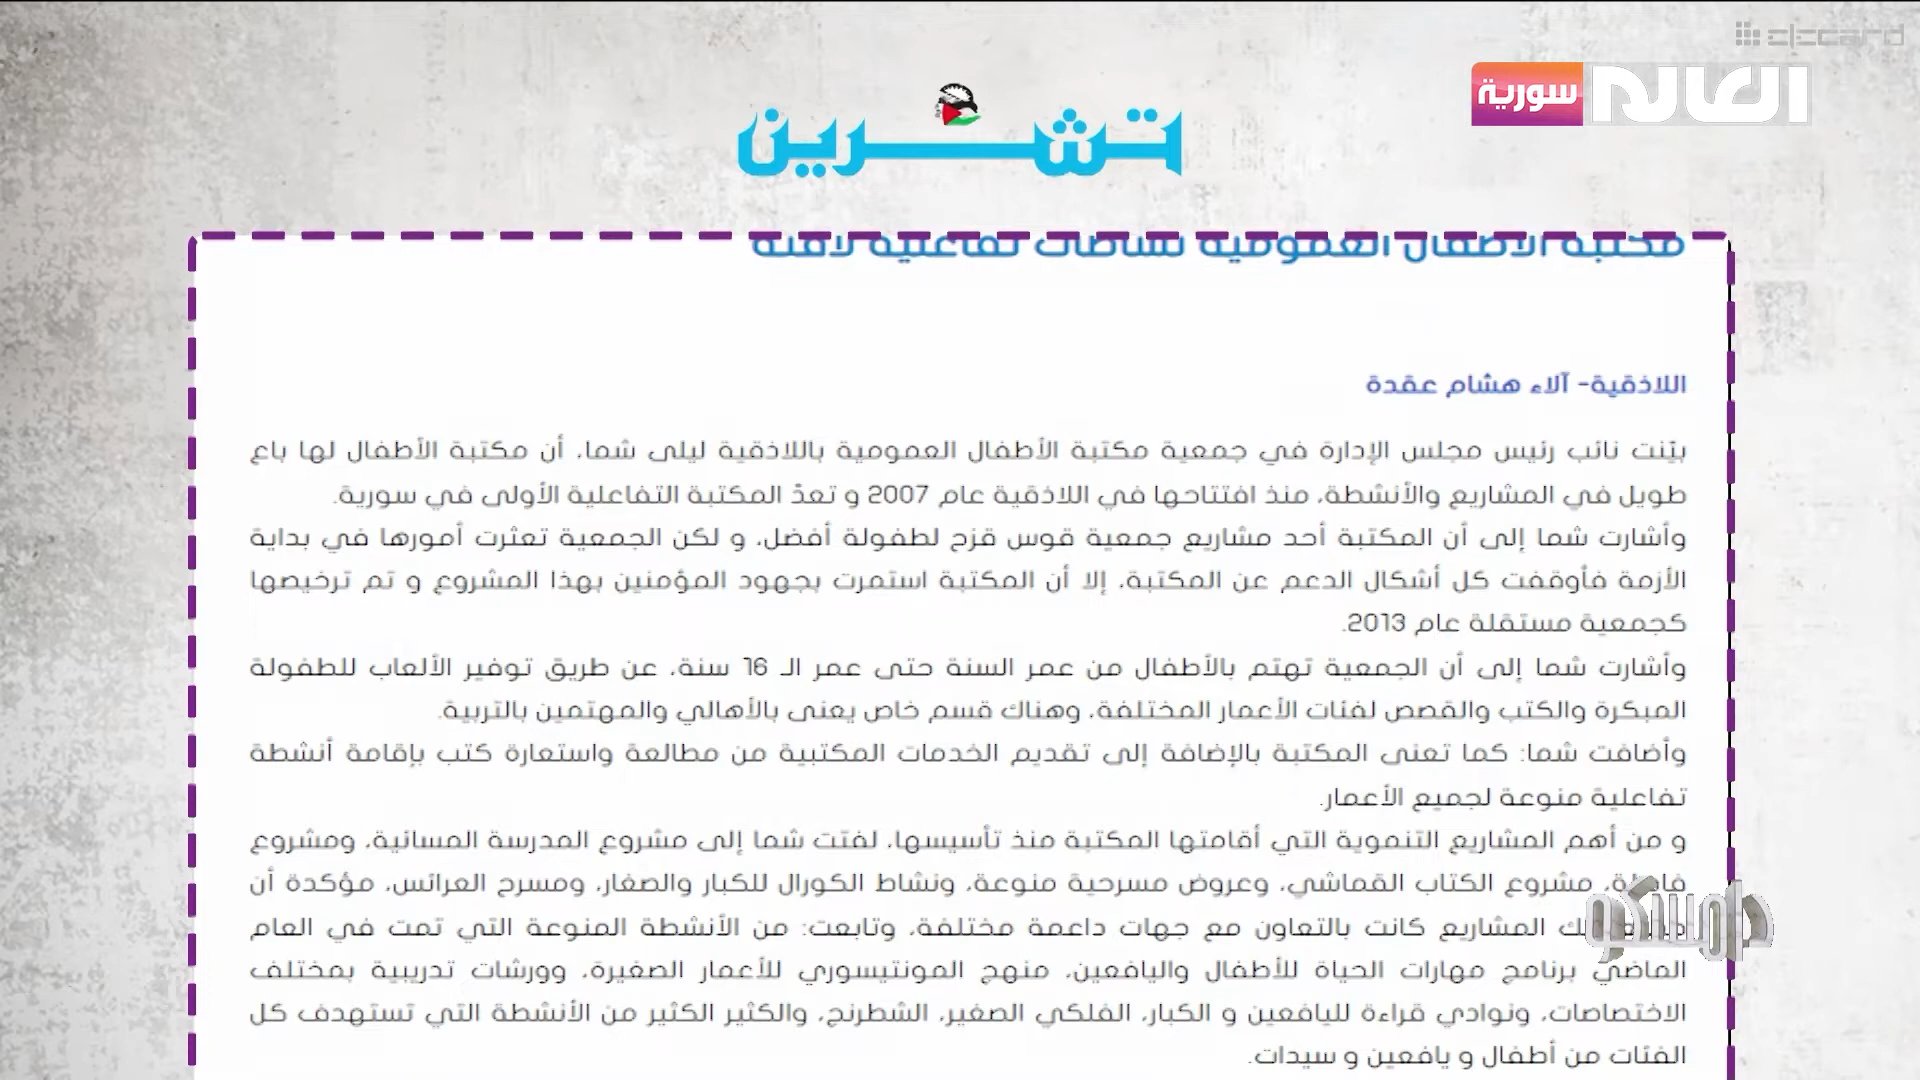 elecard
العالم سورية
تشرين
مكتبة الأطفال العمومية نشاطات تفاعلية لافتة
اللاذقية- آلاء هشام عقدة
بيّنت نائب رئيس مجلس الإدارة في جمعية مكتبة الأطفال العمومية باللاذقية ليلى شما، أن مكتبة الأطفال لها باع
طويل في المشاريع والأنشطة، منذ افتتاحها في اللاذقية عام 2007 و تعدّ المكتبة التفاعلية الأولى في سورية.
وأشارت شما إلى أن المكتبة أحد مشاريع جمعية قوس قزح لطفولة أفضل، و لكن الجمعية تعثرت أمورها في بداية
الأزمة فأوقفت كل أشكال الدعم عن المكتبة، إلا أن المكتبة استمرت بجهود المؤمنين بهذا المشروع و تم ترخيصها
كجمعية مستقلة عام 2013.
وأشارت شما إلى أن الجمعية تهتم بالأطفال من عمر السنة حتى عمر الـ 16 سنة، عن طريق توفير الألعاب للطفولة
المبكرة والكتب والقصص لفئات الأعمار المختلفة، وهناك قسم خاص يعنى بالأهالي والمهتمين بالتربية.
وأضافت شما: كما تعنى المكتبة بالإضافة إلى تقديم الخدمات المكتبية من مطالعة واستعارة كتب بإقامة أنشطة
تفاعلية منوعة لجميع الأعمار.
و من أهم المشاريع التنموية التي أقامتها المكتبة منذ تأسيسها، لفتت شما إلى مشروع المدرسة المسائية، ومشروع
مشروع الكتاب القماشي، وعروض مسرحية منوعة، ونشاط الكورال للكبار والصغار، ومسرح العرائس، مؤكدة أن
المشاريع كانت بالتعاون مع جهات داعمة مختلفة، وتابعت: من الأنشطة المنوعة التي تمت في العام
الماضي برنامج مهارات الحياة للأطفال واليافعين، منهج المونتيسوري للأعمار الصغيرة، وورشات تدريبية بمختلف
الاختصاصات، ونوادي قراءة لليافعين و الكبار، الفلكي الصغير، الشطرنج، والكثير الكثير من الأنشطة التي تستهدف كل
الفئات من أطفال و يافعين و سيدات.
دامسكو